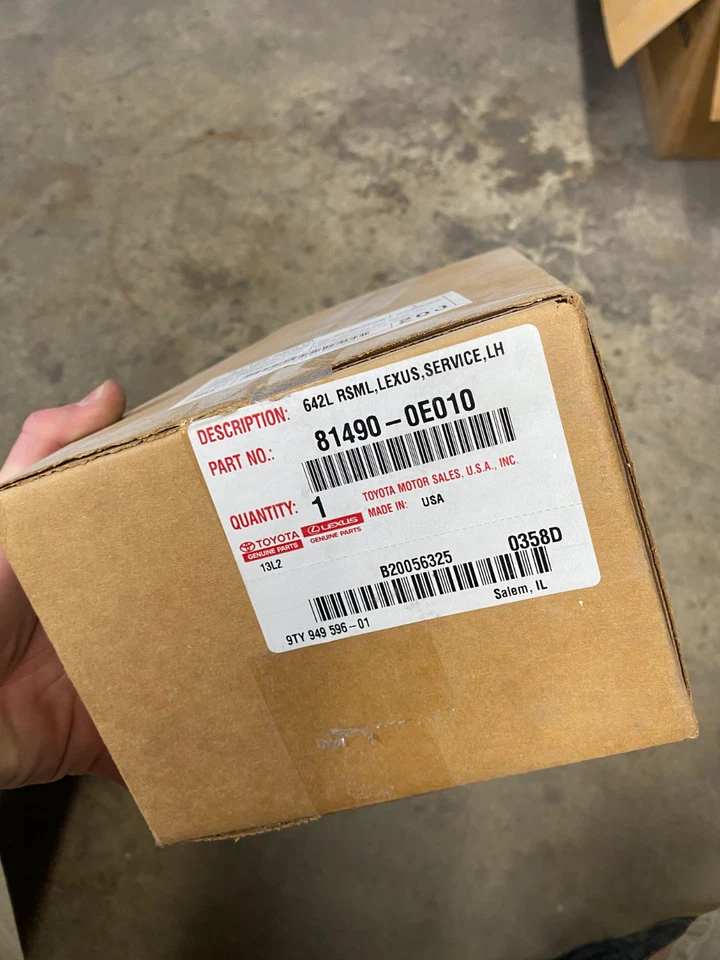 P02
DESCRIPTION: 642L RSML,LEXUS,SERVICE,LH
PART NO.: 81490-0E010
QUANTITY: 1
TOYOTA MOTOR SALES, U.S.A., INC.
MADE IN: USA
TOYOTA GENUINE PARTS
LEXUS GENUINE PARTS
13L2
B20056325 0358D
9TY 949 596-01 Salem, IL